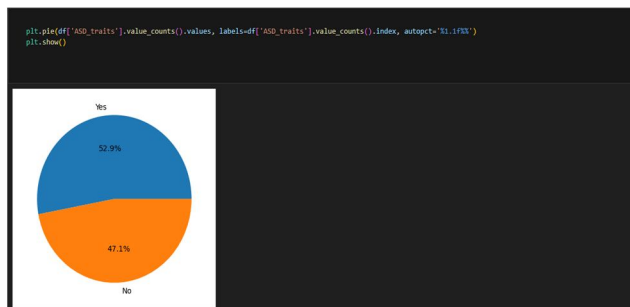 plt.pie(df['ASD_traits'].value_counts().values, labels=df['ASD_traits'].value_counts().index, autopct='%1.1f%%')
plt.show()
Yes
52.9%
47.1%
No